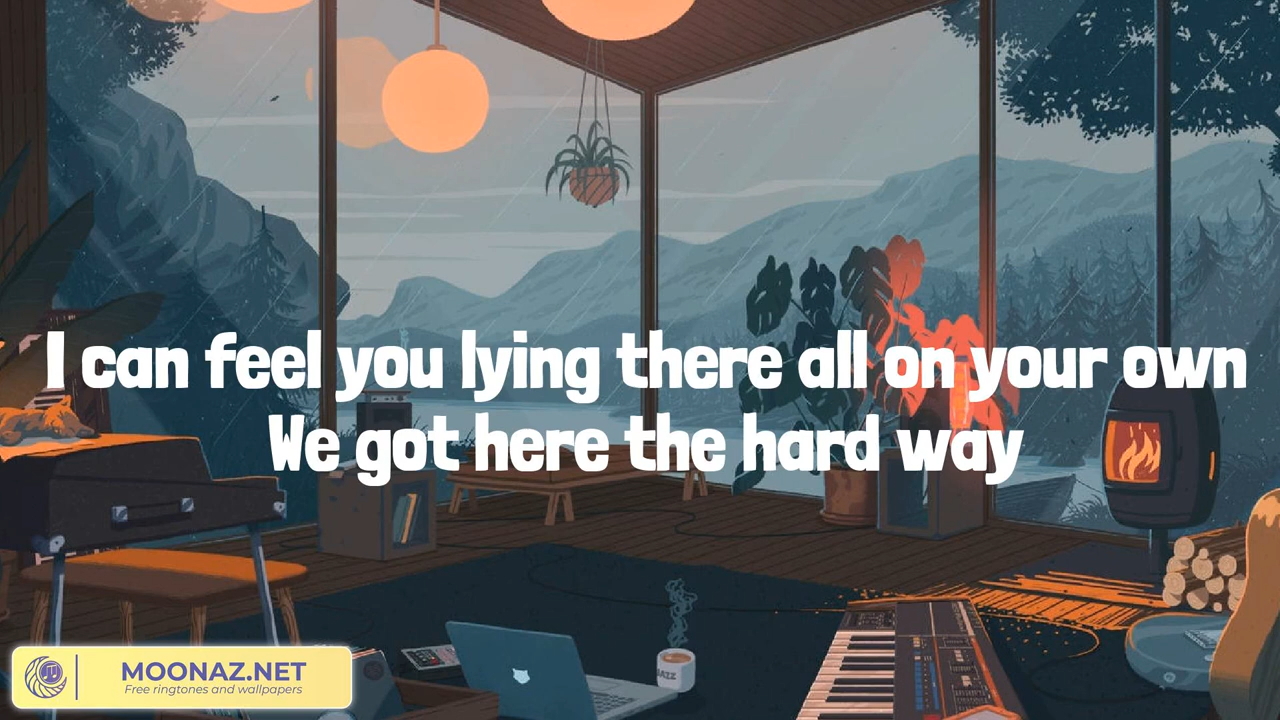 I can feel you lying there all on your own
We got here the hard way
JAZZ
MOONAZ.NET
Free ringtones and wallpapers